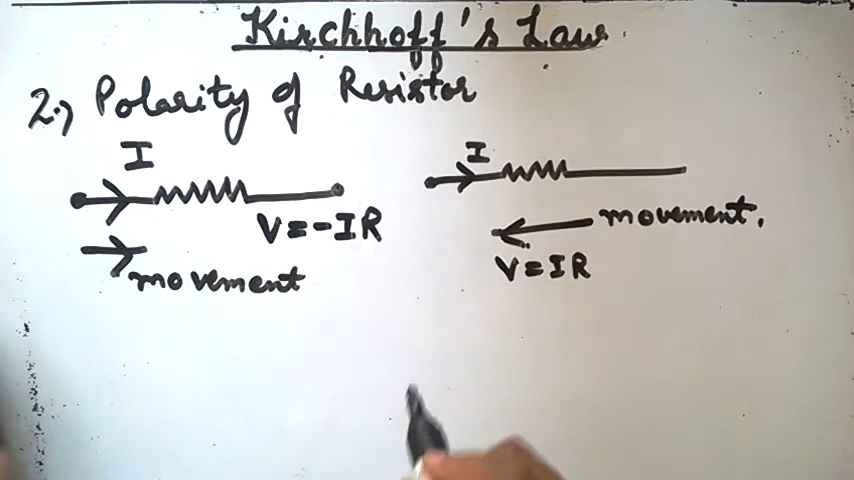 Kirchhoff's Law
2.) Polarity of Resistor
I
V=-IR
movement
I
movement.
V=IR